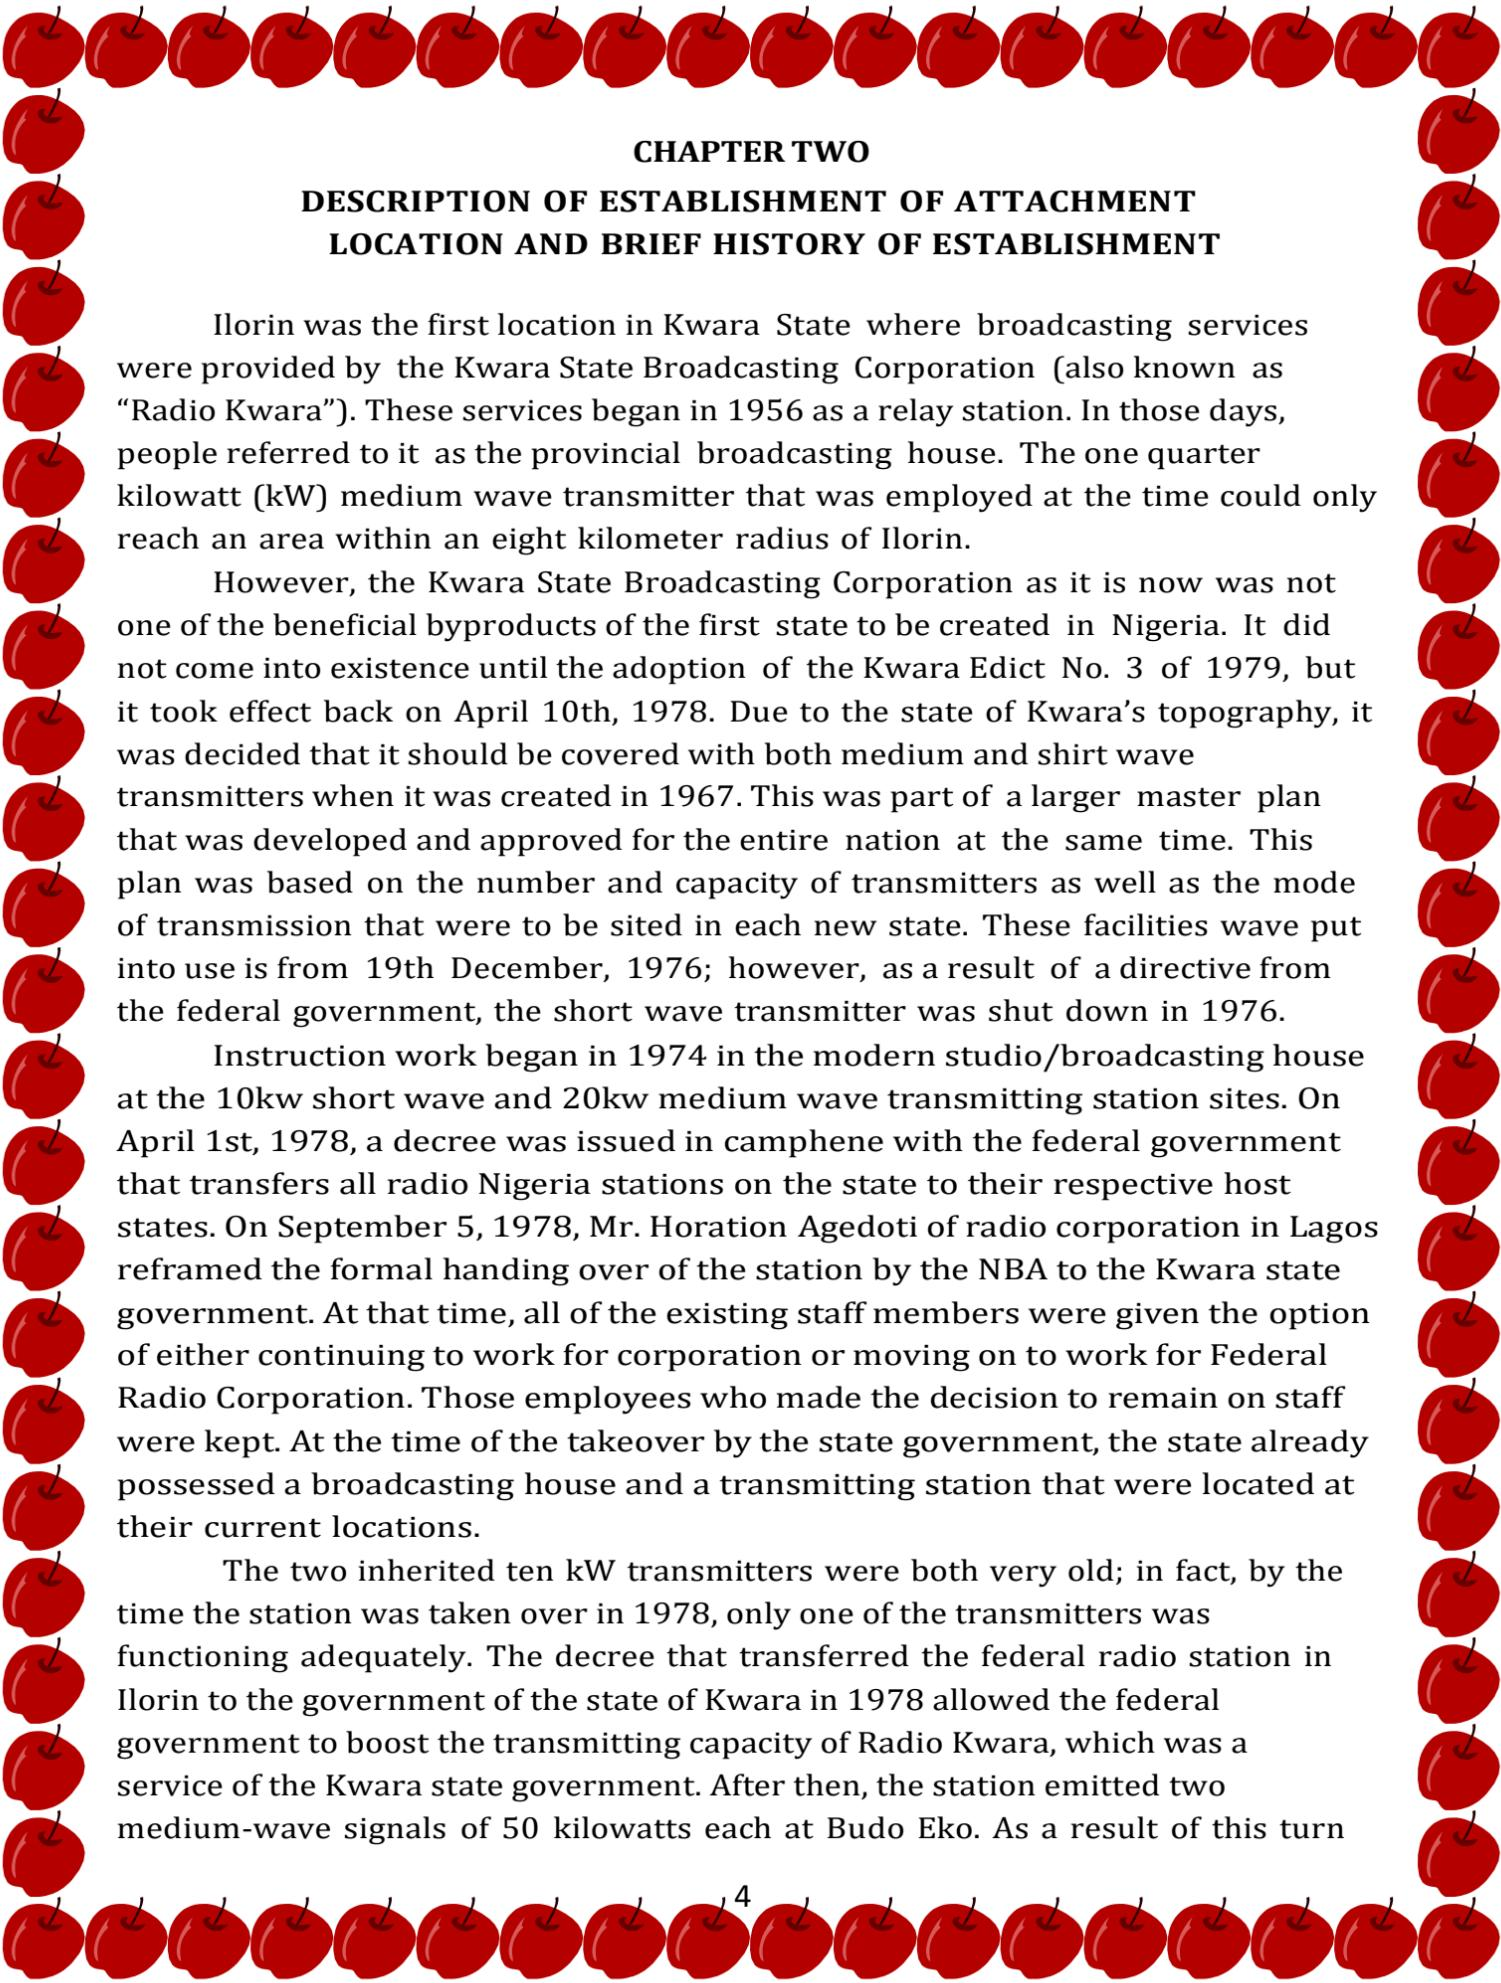 CHAPTER TWO
DESCRIPTION OF ESTABLISHMENT OF ATTACHMENT
LOCATION AND BRIEF HISTORY OF ESTABLISHMENT
Ilorin was the first location in Kwara State where broadcasting services
were provided by the Kwara State Broadcasting Corporation (also known as
“Radio Kwara”). These services began in 1956 as a relay station. In those days,
people referred to it as the provincial broadcasting house. The one quarter
kilowatt (kW) medium wave transmitter that was employed at the time could only
reach an area within an eight kilometer radius of Ilorin.
However, the Kwara State Broadcasting Corporation as it is now was not
one of the beneficial byproducts of the first state to be created in Nigeria. It did
not come into existence until the adoption of the Kwara Edict No. 3 of 1979, but
it took effect back on April 10th, 1978. Due to the state of Kwara’s topography, it
was decided that it should be covered with both medium and shirt wave
transmitters when it was created in 1967. This was part of a larger master plan
that was developed and approved for the entire nation at the same time. This
plan was based on the number and capacity of transmitters as well as the mode
of transmission that were to be sited in each new state. These facilities wave put
into use is from 19th December, 1976; however, as a result of a directive from
the federal government, the short wave transmitter was shut down in 1976.
Instruction work began in 1974 in the modern studio/broadcasting house
at the 10kw short wave and 20kw medium wave transmitting station sites. On
April 1st, 1978, a decree was issued in camphene with the federal government
that transfers all radio Nigeria stations on the state to their respective host
states. On September 5, 1978, Mr. Horation Agedoti of radio corporation in Lagos
reframed the formal handing over of the station by the NBA to the Kwara state
government. At that time, all of the existing staff members were given the option
of either continuing to work for corporation or moving on to work for Federal
Radio Corporation. Those employees who made the decision to remain on staff
were kept. At the time of the takeover by the state government, the state already
possessed a broadcasting house and a transmitting station that were located at
their current locations.
The two inherited ten kW transmitters were both very old; in fact, by the
time the station was taken over in 1978, only one of the transmitters was
functioning adequately. The decree that transferred the federal radio station in
Ilorin to the government of the state of Kwara in 1978 allowed the federal
government to boost the transmitting capacity of Radio Kwara, which was a
service of the Kwara state government. After then, the station emitted two
medium-wave signals of 50 kilowatts each at Budo Eko. As a result of this turn
4